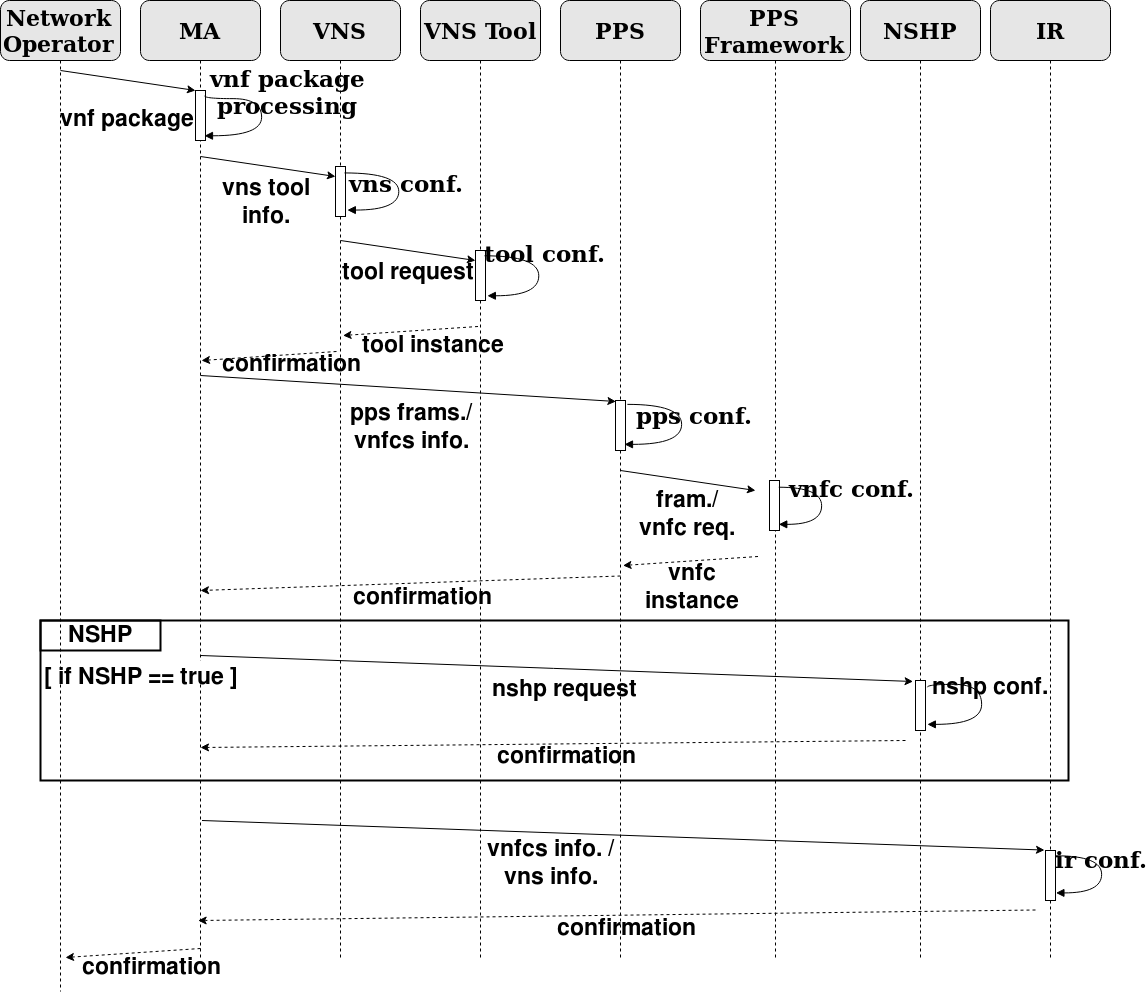 Network
Operator
MA
VNS
VNS Tool
PPS
PPS
Framework
NSHP
IR
vnf package
processing
vnf package
vns tool
info.
vns conf.
tool request
tool conf.
tool instance
confirmation
pps frams./
vnfcs info.
pps conf.
fram./
vnfc req.
vnfc conf.
vnfc
instance
confirmation
NSHP
[ if NSHP == true ]
nshp request
nshp conf.
confirmation
vnfcs info. /
vns info.
ir conf.
confirmation
confirmation